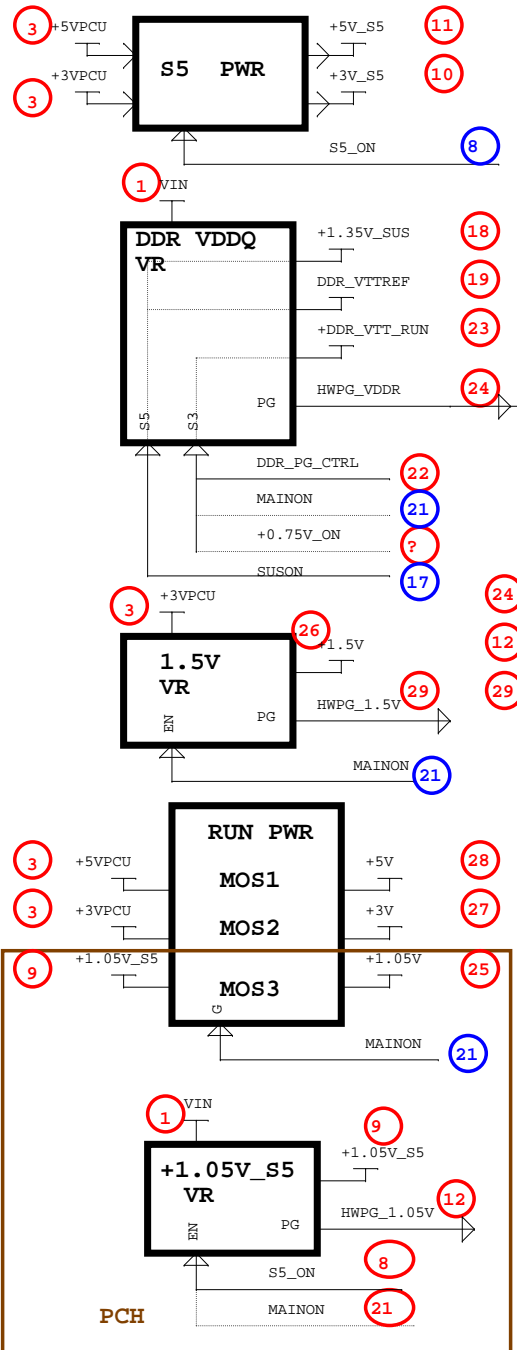 3 +5VPCU +5V_S5 11
S5 PWR
3 +3VPCU +3V_S5 10
S5_ON 8
1 VIN
DDR VDDQ +1.35V_SUS 18
VR
DDR_VTTREF 19
+DDR_VTT_RUN 23
PG HWPG_VDDR 24
S5 S3
DDR_PG_CTRL 22
MAINON 21
+0.75V_ON ?
SUSON 17
3 +3VPCU 24
26 +1.5V 12
1.5V
VR
EN PG HWPG_1.5V 29 29
MAINON 21
RUN PWR
3 +5VPCU MOS1 +5V 28
3 +3VPCU MOS2 +3V 27
9 +1.05V_S5 MOS3 +1.05V 25
G
MAINON 21
1 VIN
9
+1.05V_S5 +1.05V_S5
VR
EN PG HWPG_1.05V 12
S5_ON 8
PCH MAINON 21